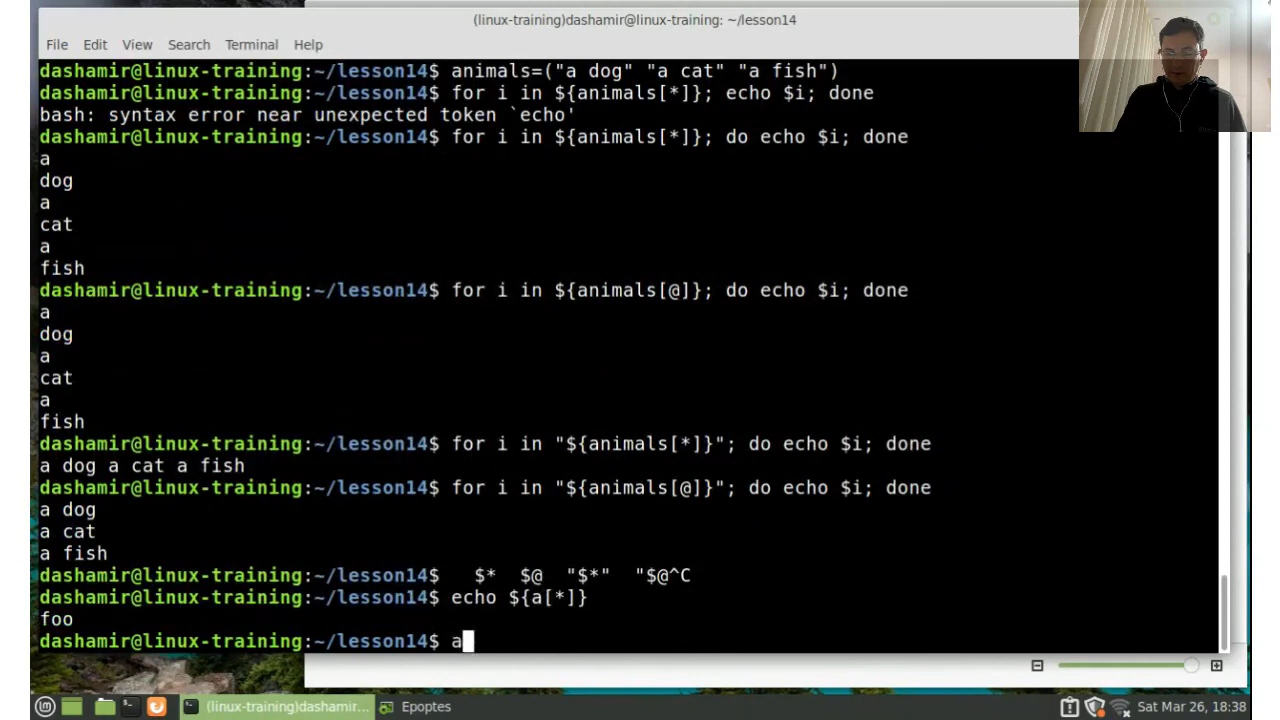 (linux-training)dashamir@linux-training: ~/lesson14
File Edit View Search Terminal Help
dashamir@linux-training:~/lesson14$ animals=("a dog" "a cat" "a fish")
dashamir@linux-training:~/lesson14$ for i in ${animals[*]}; echo $i; done
bash: syntax error near unexpected token `echo'
dashamir@linux-training:~/lesson14$ for i in ${animals[*]}; do echo $i; done
a
dog
a
cat
a
fish
dashamir@linux-training:~/lesson14$ for i in ${animals[@]}; do echo $i; done
a
dog
a
cat
a
fish
dashamir@linux-training:~/lesson14$ for i in "${animals[*]}"; do echo $i; done
a dog a cat a fish
dashamir@linux-training:~/lesson14$ for i in "${animals[@]}"; do echo $i; done
a dog
a cat
a fish
dashamir@linux-training:~/lesson14$   $*  $@  "$*"  "$@^C
dashamir@linux-training:~/lesson14$ echo ${a[*]}
foo
dashamir@linux-training:~/lesson14$ a
(linux-training)dashamir... Epoptes Sat Mar 26, 18:38